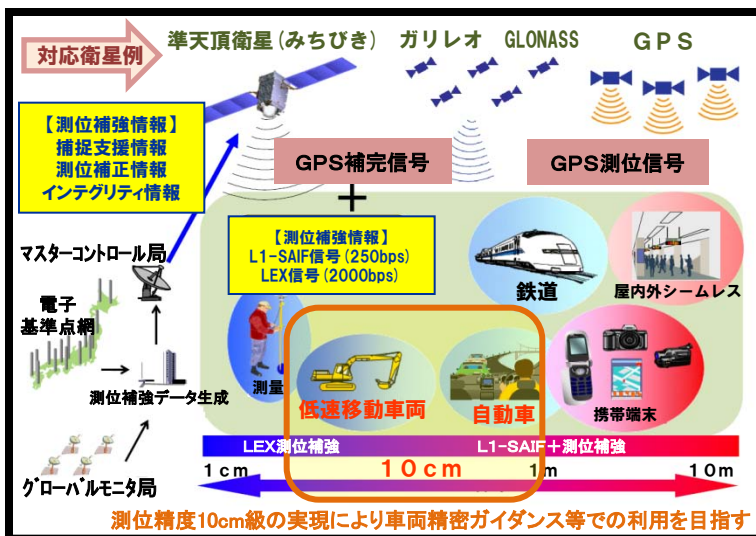 対応衛星例
準天頂衛星(みちびき)
ガリレオ
GLONASS
GPS
【測位補強情報】
捕捉支援情報
測位補正情報
インテグリティ情報
GPS補完信号
GPS測位信号
+
【測位補強情報】
L1-SAIF信号(250bps)
LEX信号(2000bps)
マスターコントロール局
電子
基準点網
測位補強データ生成
グローバルモニタ局
鉄道
屋内外シームレス
測量
低速移動車両
自動車
携帯端末
LEX測位補強
L1-SAIF+測位補強
1cm
10cm
1m
10m
測位精度10cm級の実現により車両精密ガイダンス等での利用を目指す